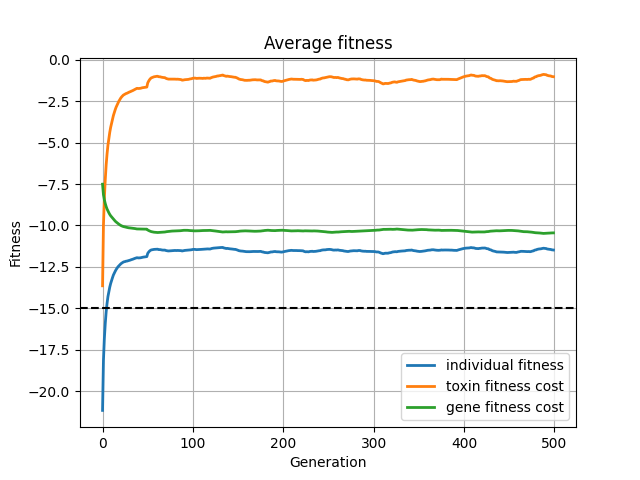 Average fitness
Fitness
0.0
−2.5
−5.0
−7.5
−10.0
−12.5
−15.0
−17.5
−20.0
individual fitness
toxin fitness cost
gene fitness cost
0 100 200 300 400 500
Generation